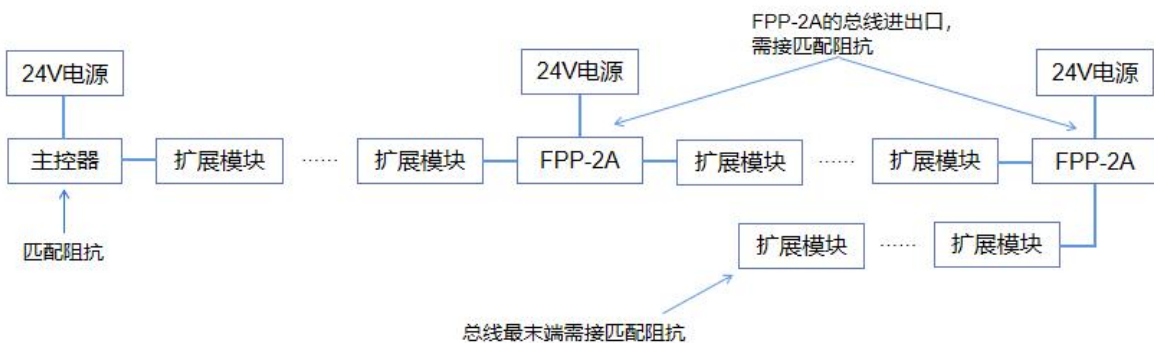 FPP-2A的总线进出口，
需接匹配阻抗
24V电源
24V电源
24V电源
主控器
扩展模块
……
扩展模块
FPP-2A
扩展模块
……
扩展模块
FPP-2A
匹配阻抗
扩展模块
……
扩展模块
总线最末端需接匹配阻抗